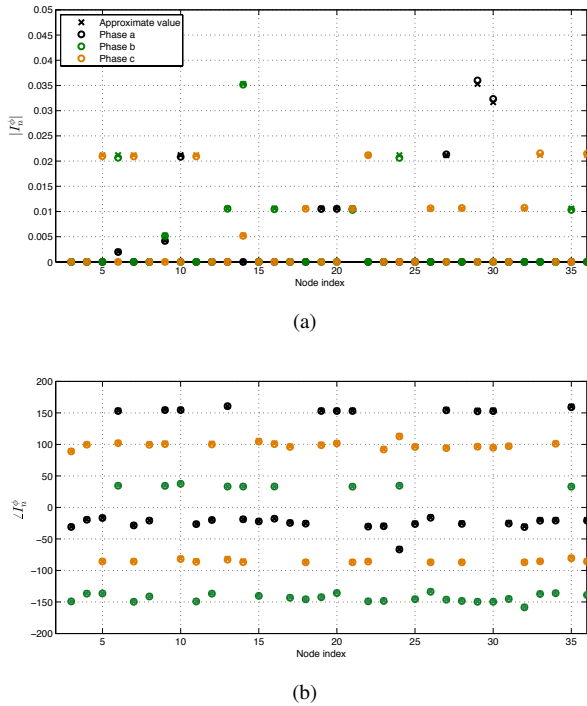 0.05
0.045
0.04
0.035
0.03
0.025
0.02
0.015
0.01
0.005
0
|I_n^ϕ|
× Approximate value
Phase a
Phase b
Phase c
5 10 15 20 25 30 35
Node index
(a)
200
150
100
50
0
−50
−100
−150
−200
∠I_n^ϕ
5 10 15 20 25 30 35
Node index
(b)